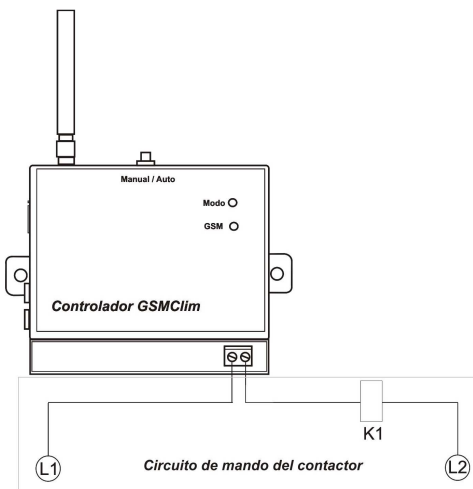 Manual / Auto
Modo
GSM
Controlador GSMClim
K1
L1
Circuito de mando del contactor
L2